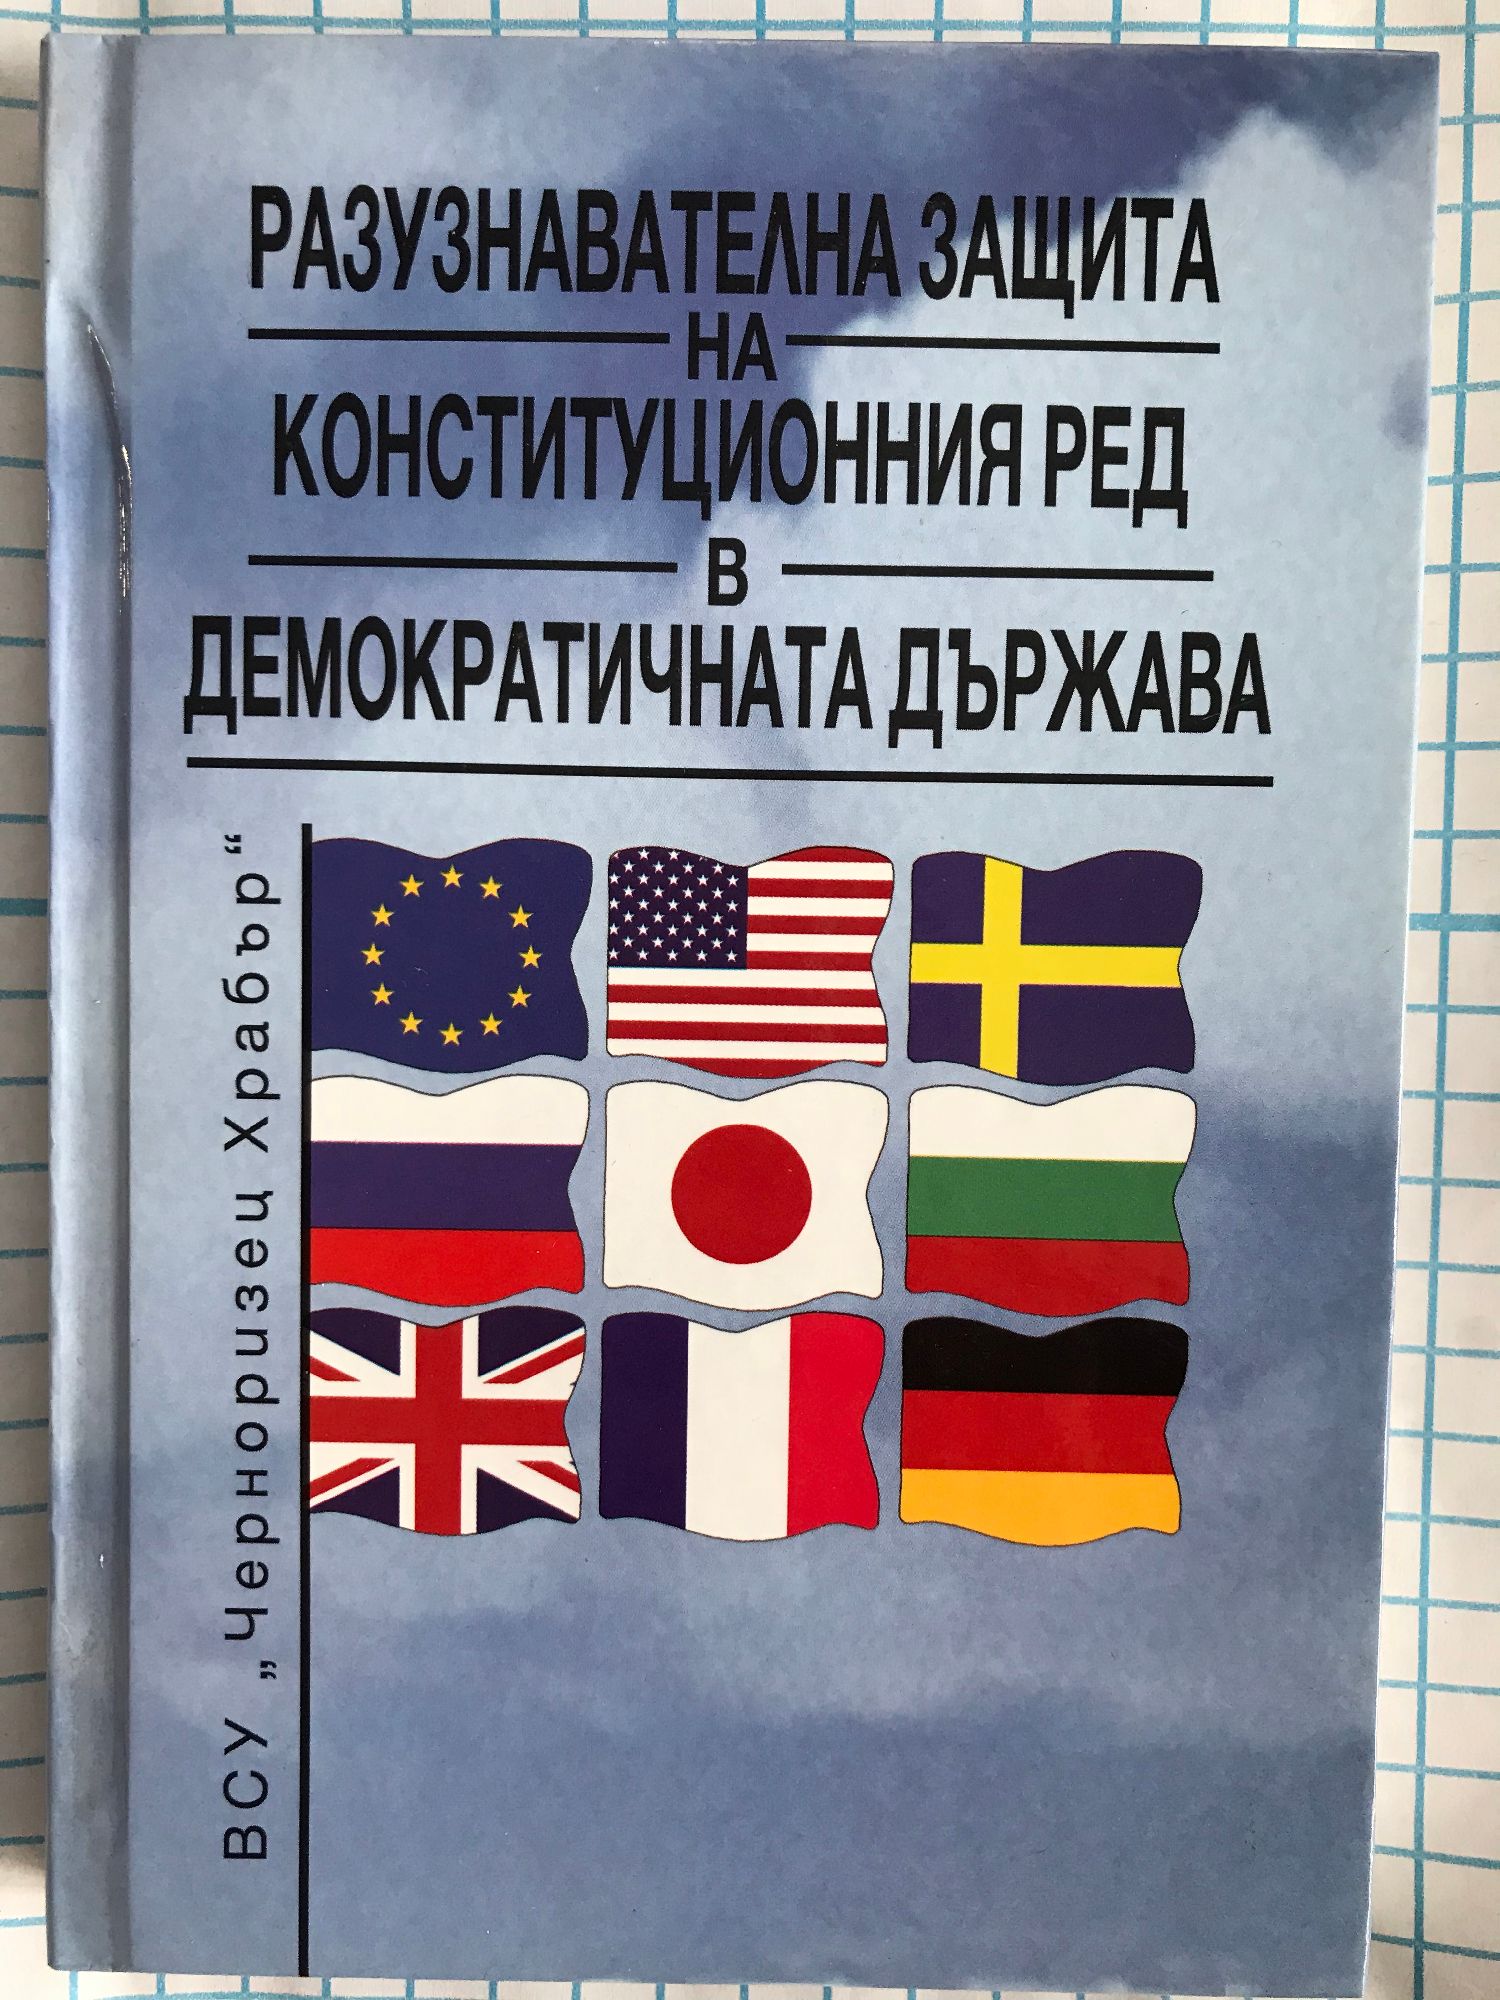 РАЗУЗНАВАТЕЛНА ЗАЩИТА
НА
КОНСТИТУЦИОННИЯ РЕД
В
ДЕМОКРАТИЧНАТА ДЪРЖАВА
ВСУ „Черноризец Храбър“